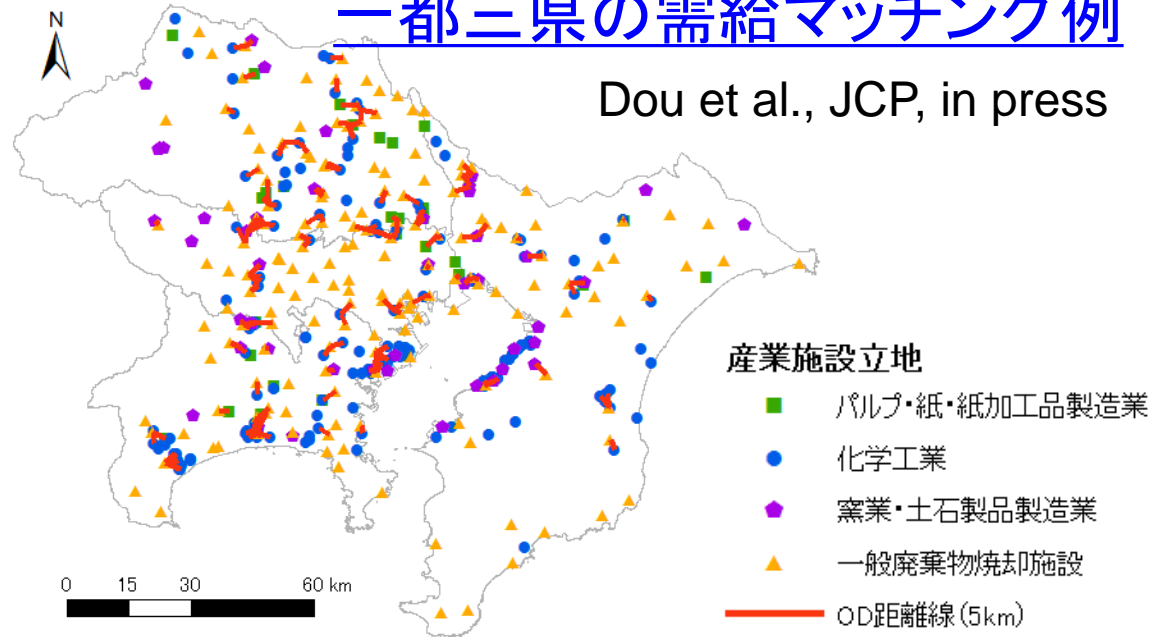 一都三県の需給マッチング例
Dou et al., JCP, in press
N
産業施設立地
パルプ・紙・紙加工品製造業
化学工業
窯業・土石製品製造業
一般廃棄物焼却施設
OD距離線(5km)
0 15 30 60 km